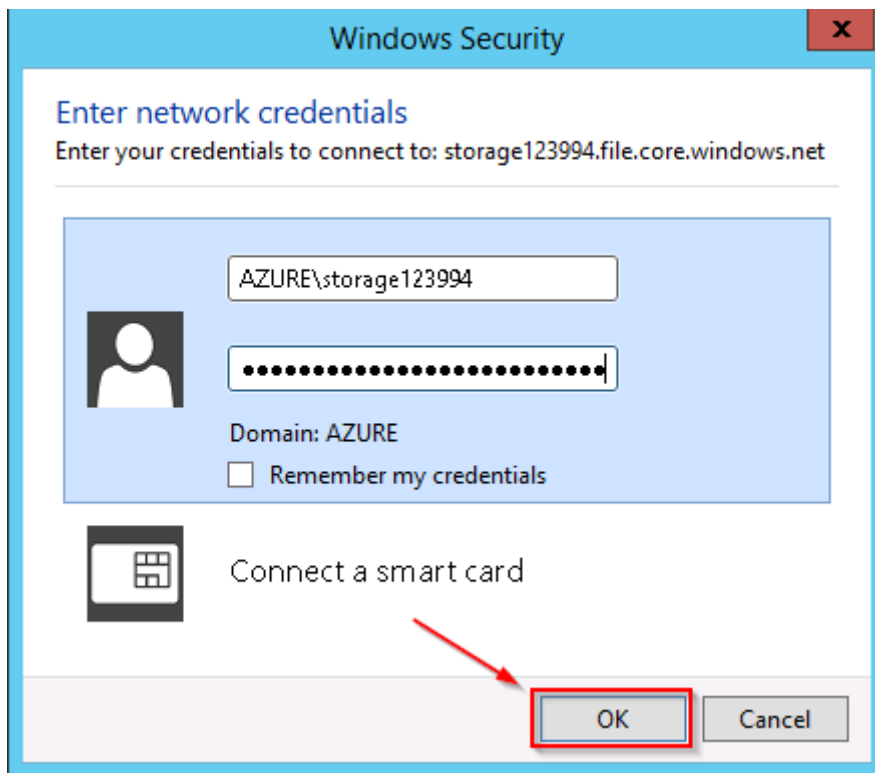 Windows Security
x
Enter network credentials
Enter your credentials to connect to: storage123994.file.core.windows.net
AZURE\storage123994
●●●●●●●●●●●●●●●●●●●●●●●●●●
Domain: AZURE
Remember my credentials
Connect a smart card
OK
Cancel